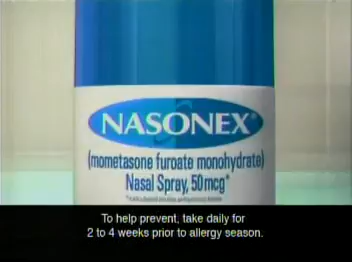 NASONEX®
(mometasone furoate monohydrate)
Nasal Spray, 50mcg*
To help prevent, take daily for
2 to 4 weeks prior to allergy season.